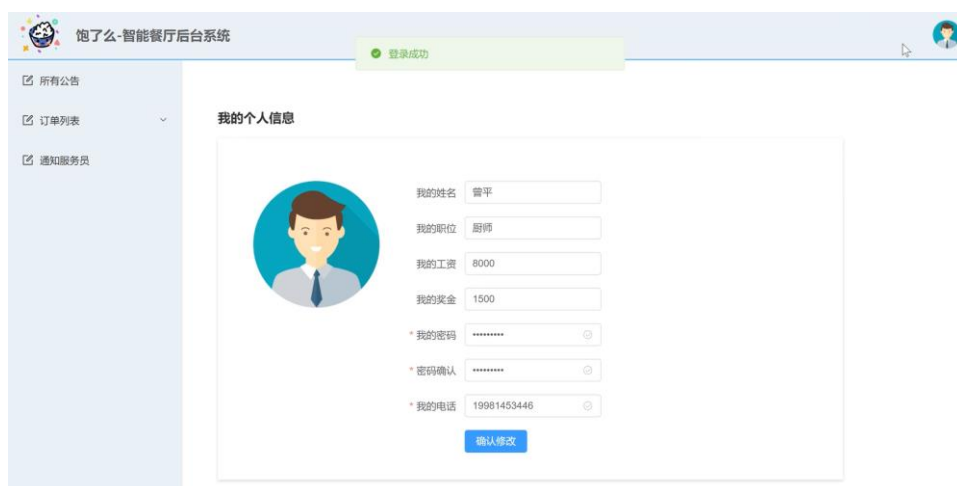 饱了么-智能餐厅后台系统
登录成功
所有公告
订单列表
通知服务员
我的个人信息
我的姓名 曾平
我的职位 厨师
我的工资 8000
我的奖金 1500
* 我的密码 •••••••••
* 密码确认 •••••••••
* 我的电话 19981453446
确认修改